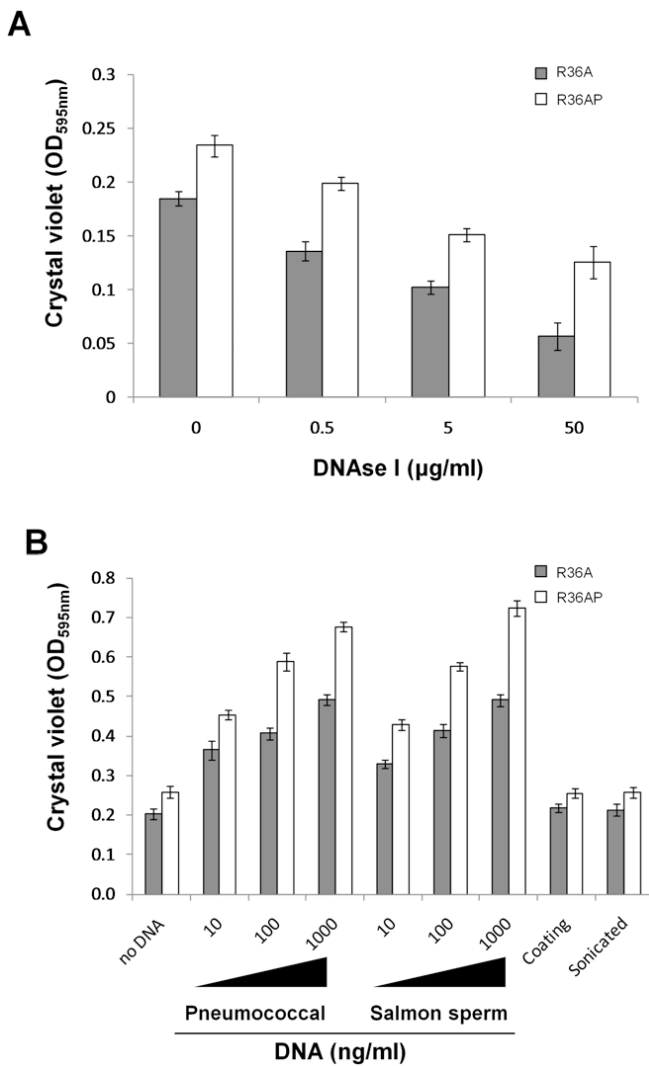 A
R36A
R36AP
Crystal violet (OD595nm)
0.3
0.25
0.2
0.15
0.1
0.05
0
0 0.5 5 50
DNAse I (µg/ml)
B
R36A
R36AP
Crystal violet (OD595nm)
0.8
0.7
0.6
0.5
0.4
0.3
0.2
0.1
0.0
no DNA 10 100 1000 10 100 1000 Coating Sonicated
Pneumococcal Salmon sperm
DNA (ng/ml)